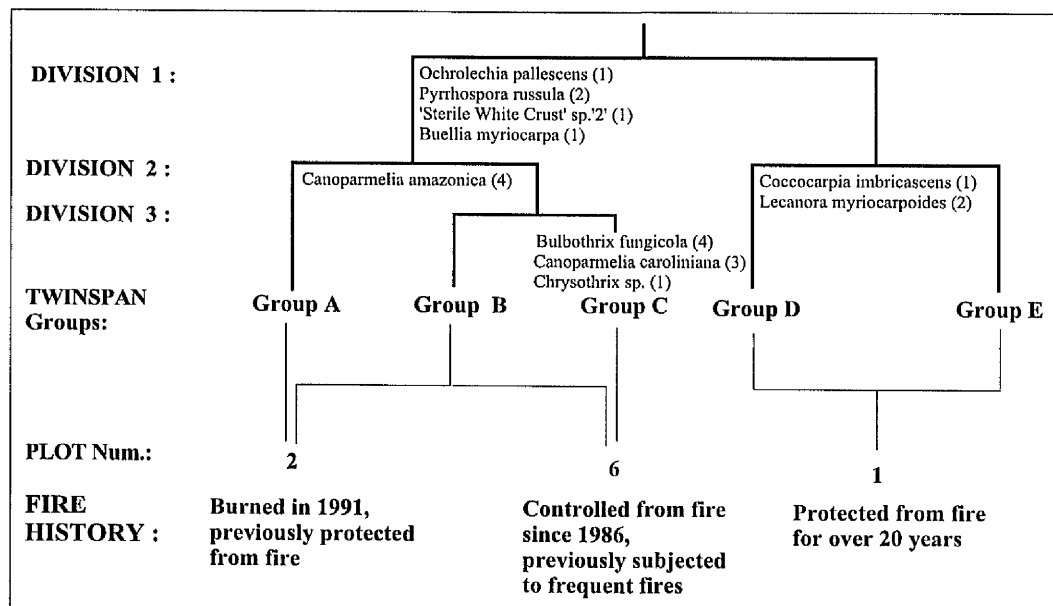 DIVISION 1 :
Ochrolechia pallescens (1)
Pyrrhospora russula (2)
'Sterile White Crust' sp.'2' (1)
Buellia myriocarpa (1)
DIVISION 2 :
Canoparmelia amazonica (4)
Coccocarpia imbricascens (1)
Lecanora myriocarpoides (2)
DIVISION 3 :
Bulbothrix fungicola (4)
Canoparmelia caroliniana (3)
Chrysothrix sp. (1)
TWINSPAN
Groups:
Group A
Group B
Group C
Group D
Group E
PLOT Num.:
2
6
1
FIRE
HISTORY :
Burned in 1991,
previously protected
from fire
Controlled from fire
since 1986,
previously subjected
to frequent fires
Protected from fire
for over 20 years